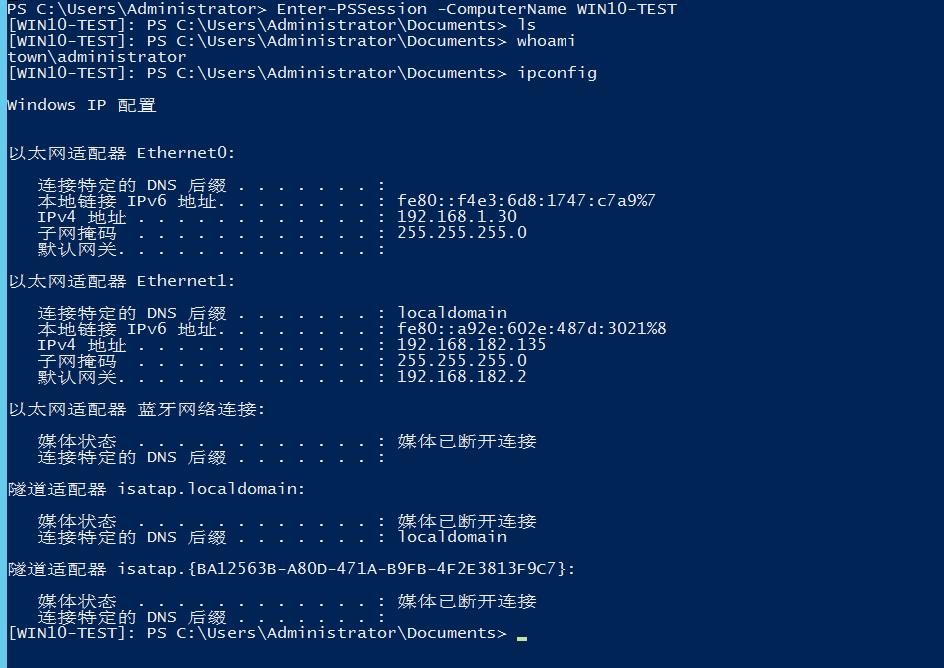 PS C:\Users\Administrator> Enter-PSSession -ComputerName WIN10-TEST
[WIN10-TEST]: PS C:\Users\Administrator\Documents> ls
[WIN10-TEST]: PS C:\Users\Administrator\Documents> whoami
town\administrator
[WIN10-TEST]: PS C:\Users\Administrator\Documents> ipconfig
Windows IP 配置
以太网适配器 Ethernet0:
连接特定的 DNS 后缀 . . . . . . . :
本地链接 IPv6 地址. . . . . . . . : fe80::f4e3:6d8:1747:c7a9%7
IPv4 地址 . . . . . . . . . . . . : 192.168.1.30
子网掩码  . . . . . . . . . . . . : 255.255.255.0
默认网关. . . . . . . . . . . . . :
以太网适配器 Ethernet1:
连接特定的 DNS 后缀 . . . . . . . : localdomain
本地链接 IPv6 地址. . . . . . . . : fe80::a92e:602e:487d:3021%8
IPv4 地址 . . . . . . . . . . . . : 192.168.182.135
子网掩码  . . . . . . . . . . . . : 255.255.255.0
默认网关. . . . . . . . . . . . . : 192.168.182.2
以太网适配器 蓝牙网络连接:
媒体状态  . . . . . . . . . . . . : 媒体已断开连接
连接特定的 DNS 后缀 . . . . . . . :
隧道适配器 isatap.localdomain:
媒体状态  . . . . . . . . . . . . : 媒体已断开连接
连接特定的 DNS 后缀 . . . . . . . : localdomain
隧道适配器 isatap.{BA12563B-A80D-471A-B9FB-4F2E3813F9C7}:
媒体状态  . . . . . . . . . . . . : 媒体已断开连接
连接特定的 DNS 后缀 . . . . . . . :
[WIN10-TEST]: PS C:\Users\Administrator\Documents>